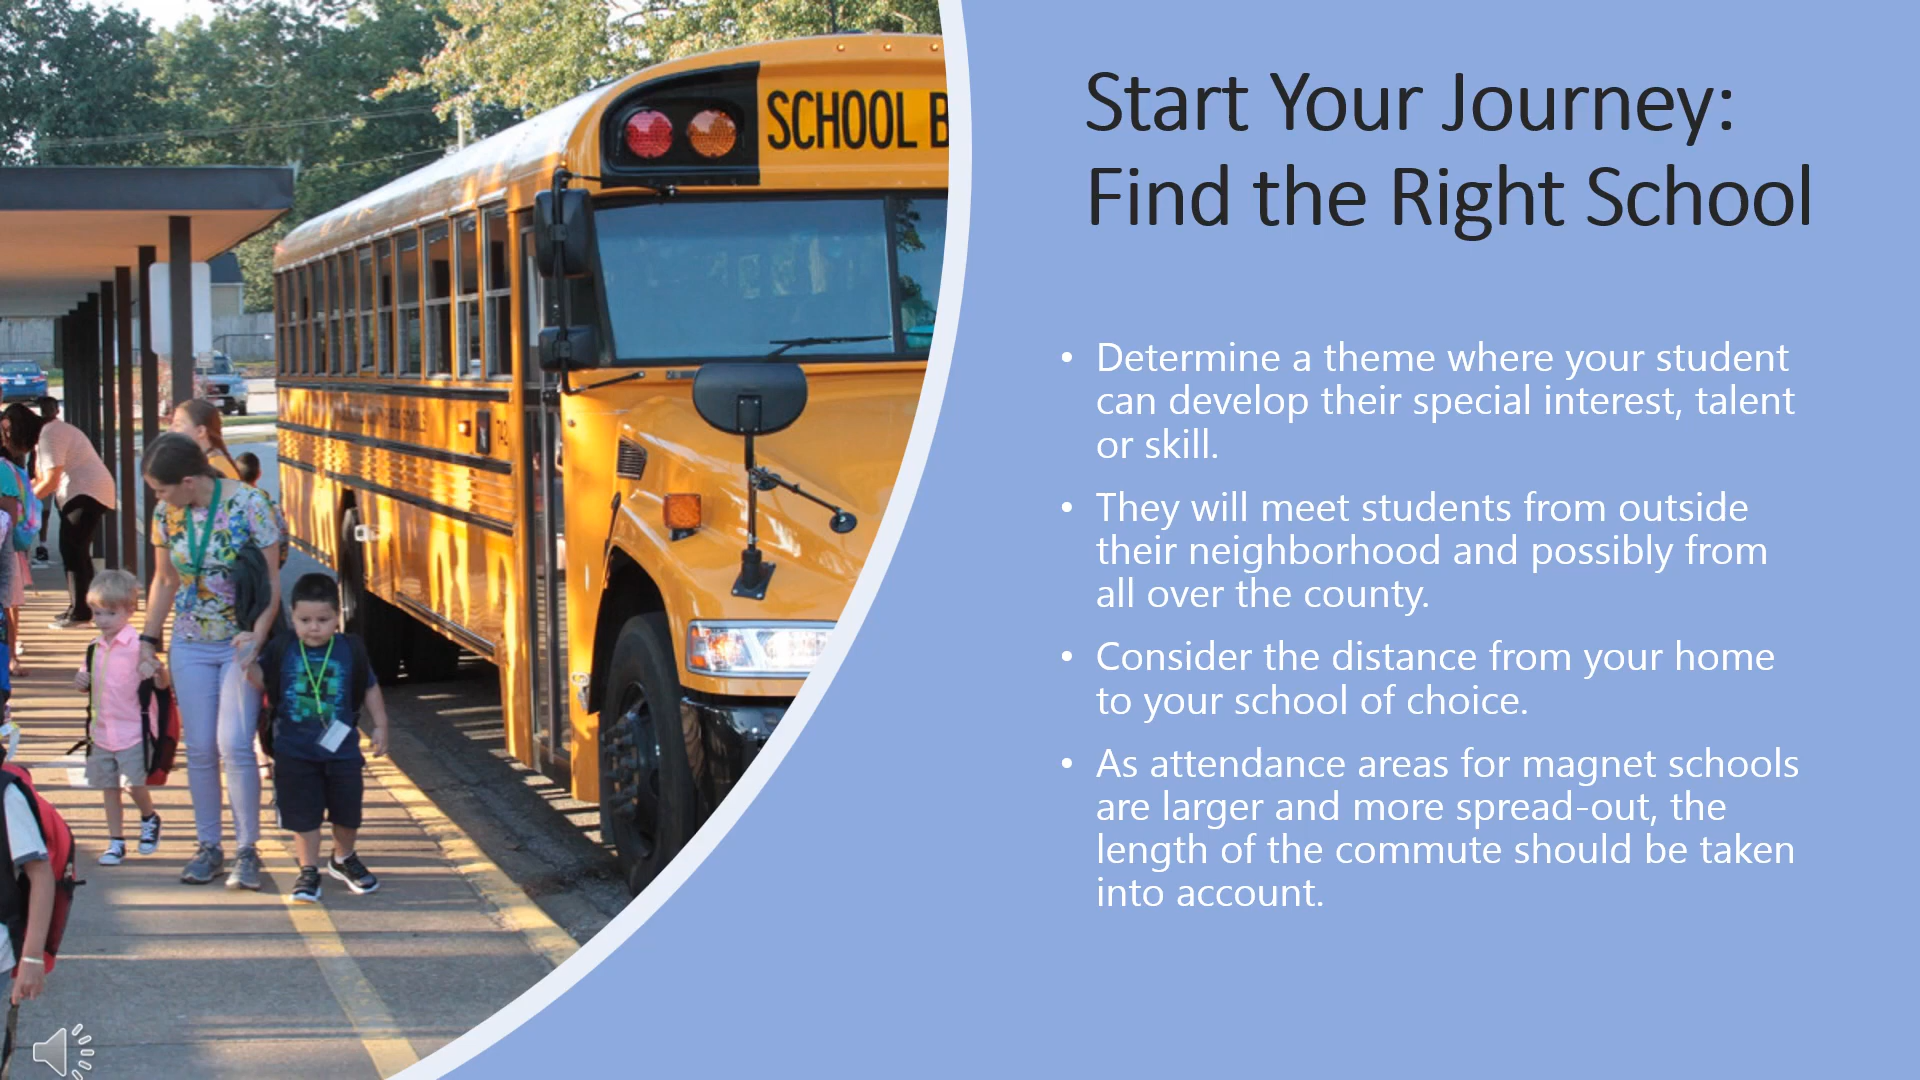 SCHOOL B
Start Your Journey:
Find the Right School
• Determine a theme where your student
can develop their special interest, talent
or skill.
• They will meet students from outside
their neighborhood and possibly from
all over the county.
• Consider the distance from your home
to your school of choice.
• As attendance areas for magnet schools
are larger and more spread-out, the
length of the commute should be taken
into account.